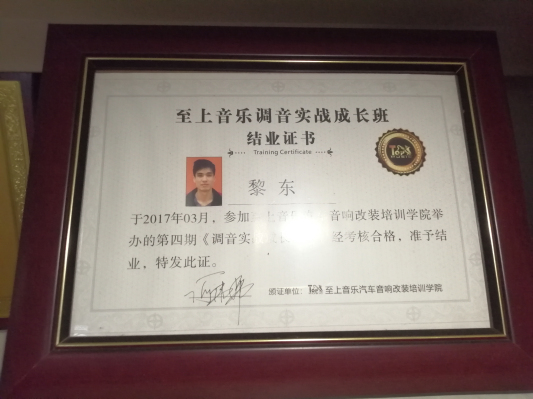 至上音乐调音实战成长班
结业证书
Training Certificate
黎东
于2017年03月，参加 上音 音响改装培训学院举
办的第四期《调音实 经考核合格，准予结
业，特发此证。
颁证单位: 至上音乐汽车音响改装培训学院